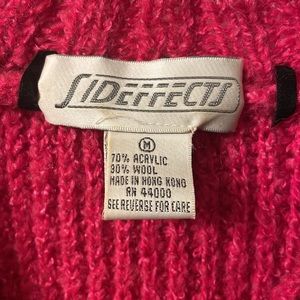 SIDEFFECTS
M
70% ACRYLIC
30% WOOL
MADE IN HONG KONG
RN 44000
SEE REVERSE FOR CARE